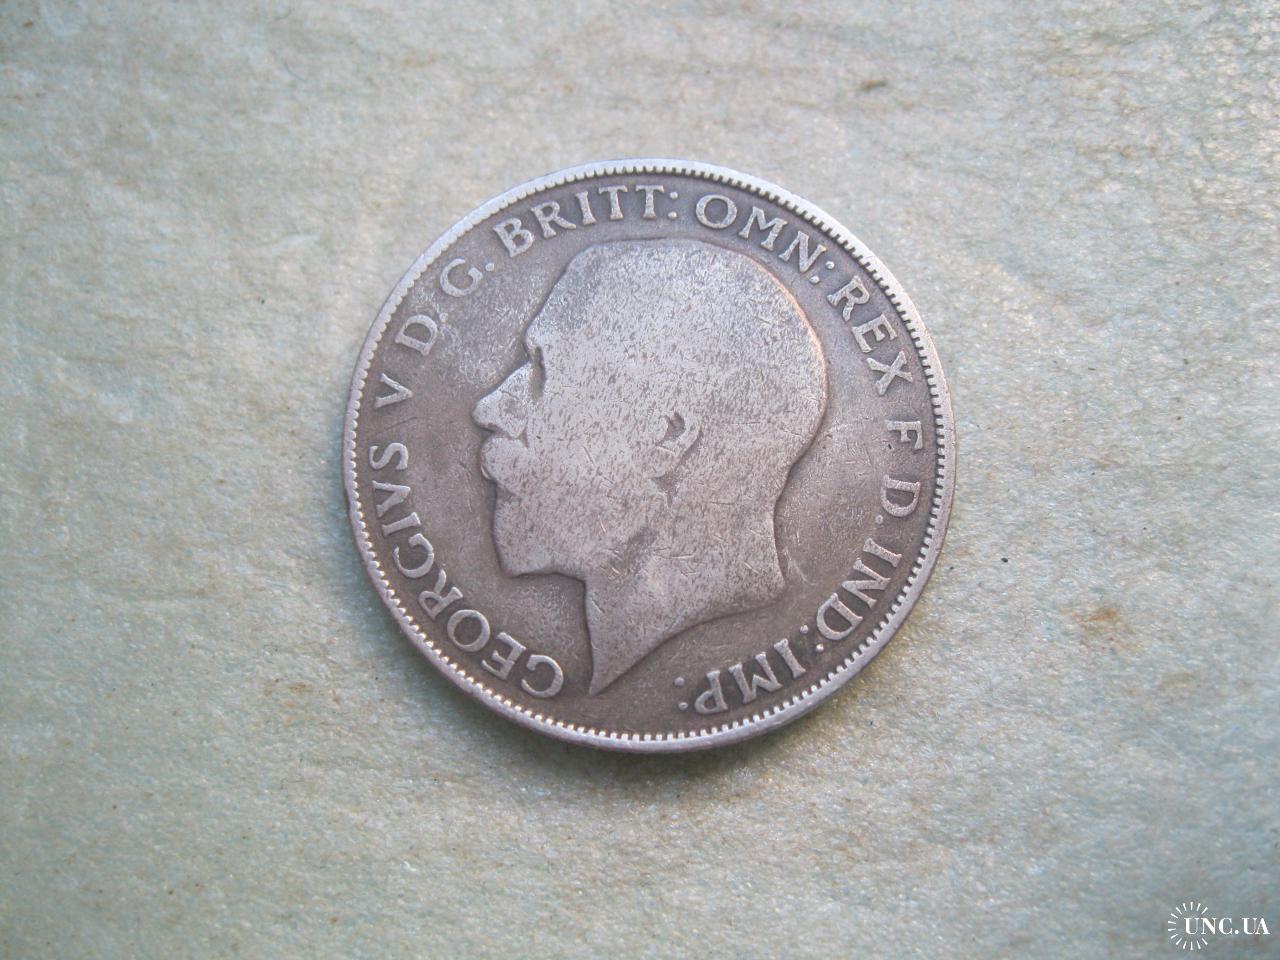 GEORGIVS V D. G. BRITT: OMN: REX F. D. IND: IMP:
UNC.UA